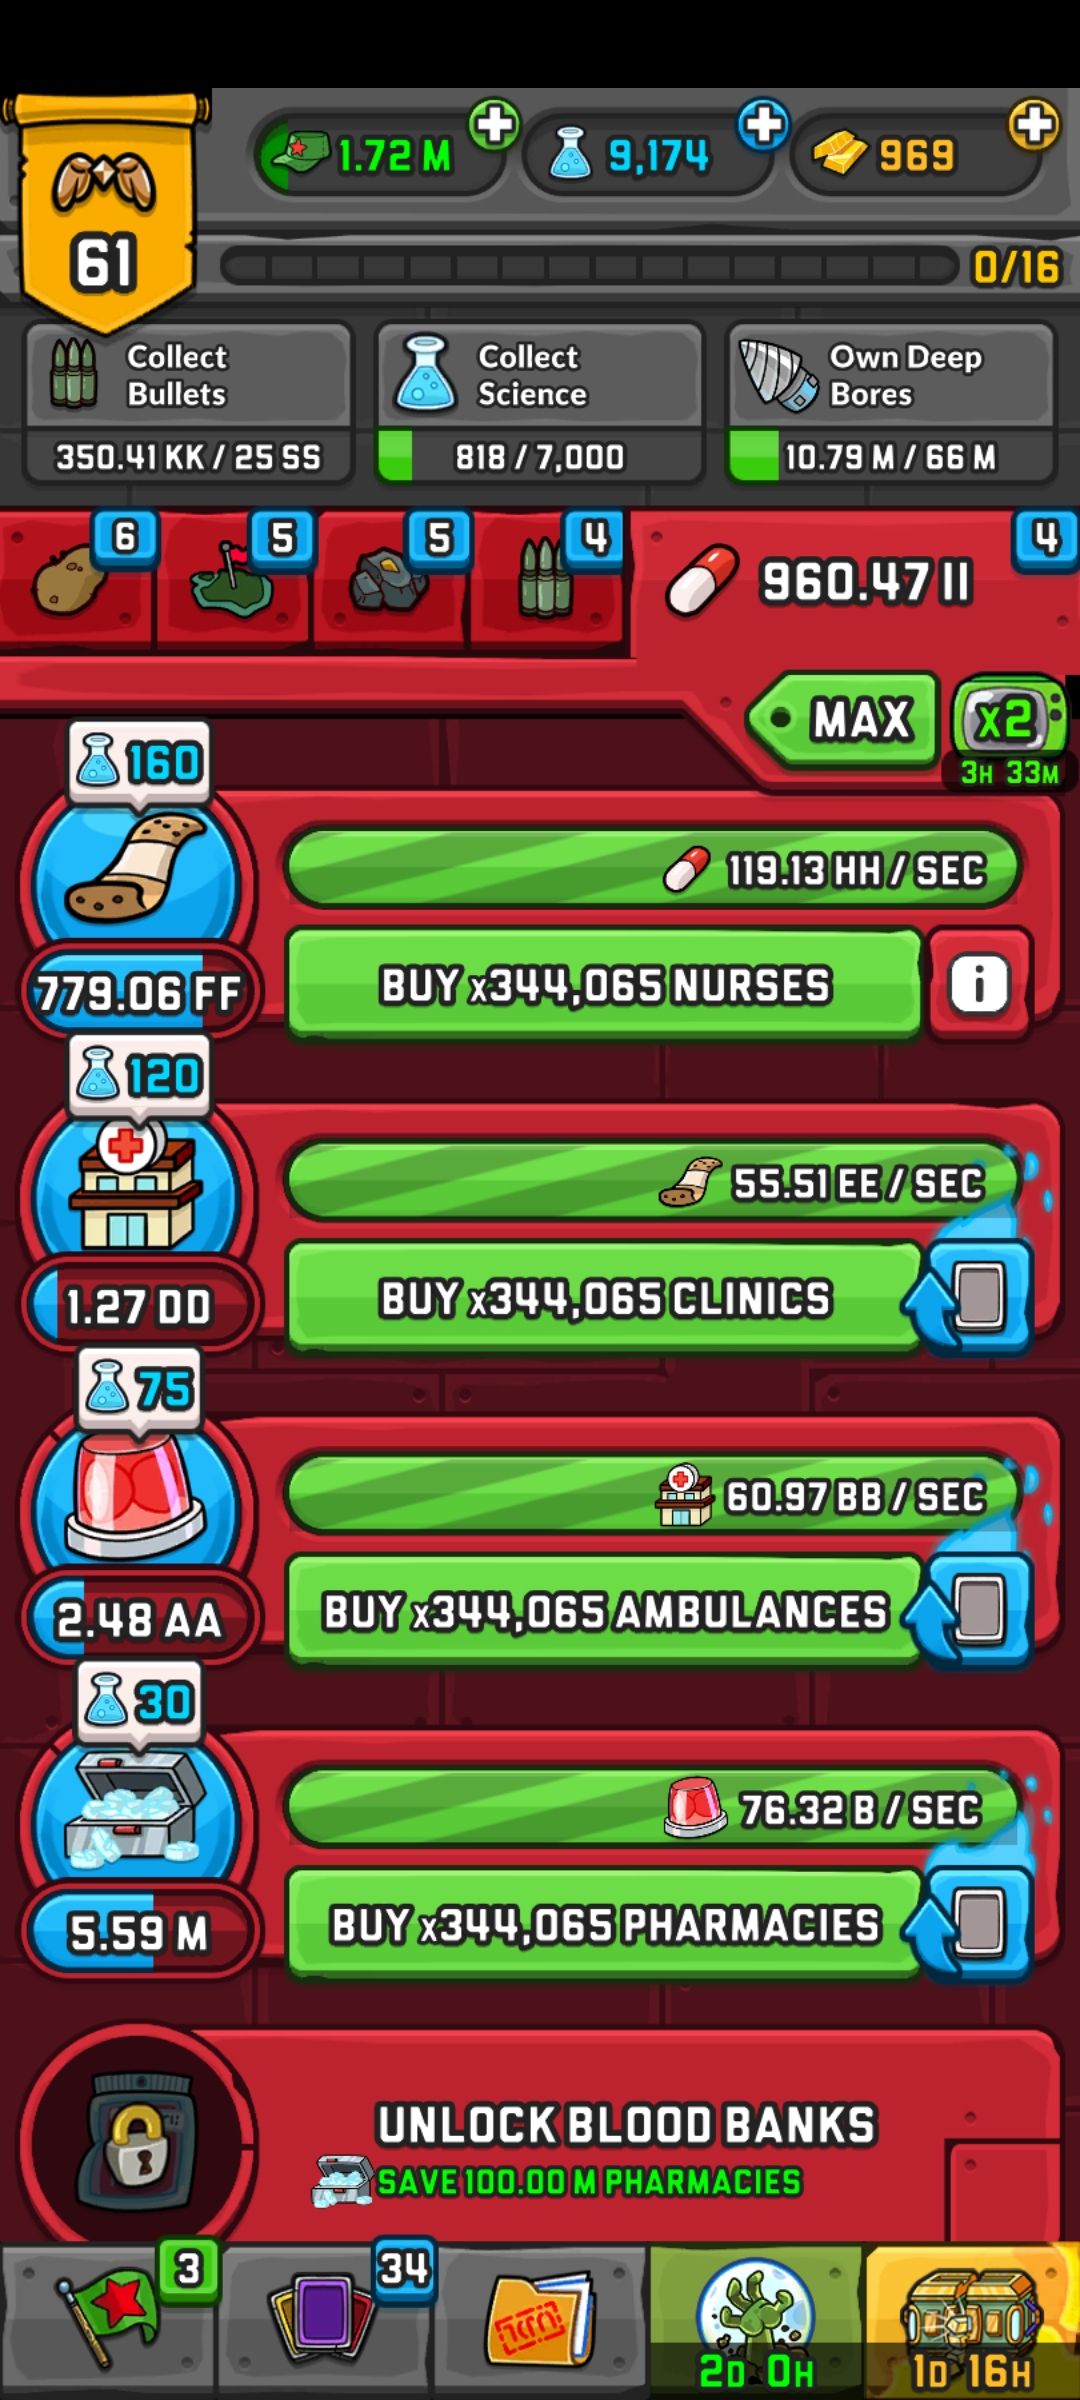 1.72 M
9,174
969
61
0/16
Collect
Bullets
Collect
Science
Own Deep
Bores
350.41 KK / 25 SS
818 / 7,000
10.79 M / 66 M
6
5
5
4
4
960.47 II
MAX
x2
3H 33M
160
119.13 HH / SEC
779.06 FF
BUY x344,065 NURSES
i
120
55.51 EE / SEC
1.27 DD
BUY x344,065 CLINICS
75
60.97 BB / SEC
2.48 AA
BUY x344,065 AMBULANCES
30
76.32 B / SEC
5.59 M
BUY x344,065 PHARMACIES
UNLOCK BLOOD BANKS
SAVE 100.00 M PHARMACIES
3
34
2D 0H
1D 16H